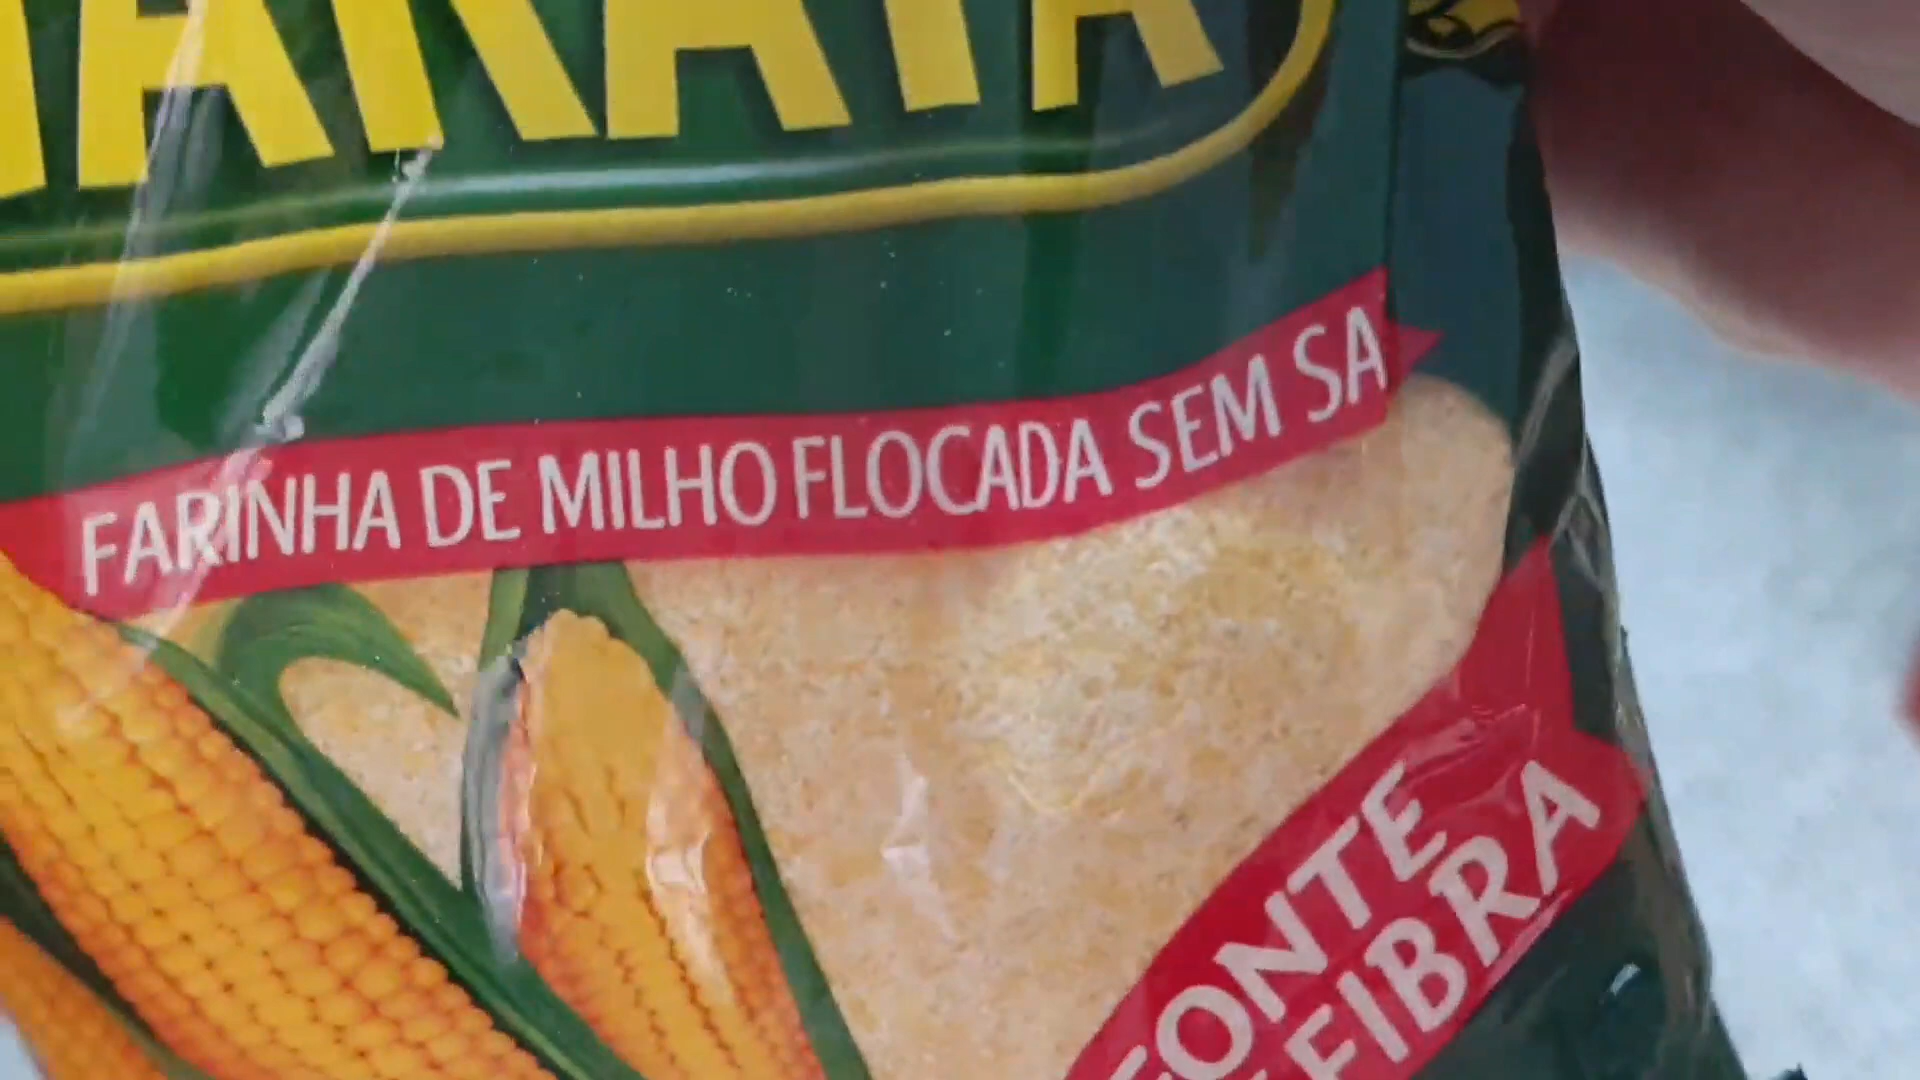 FARINHA DE MILHO FLOCADA SEM SA
FONTE
FIBRA